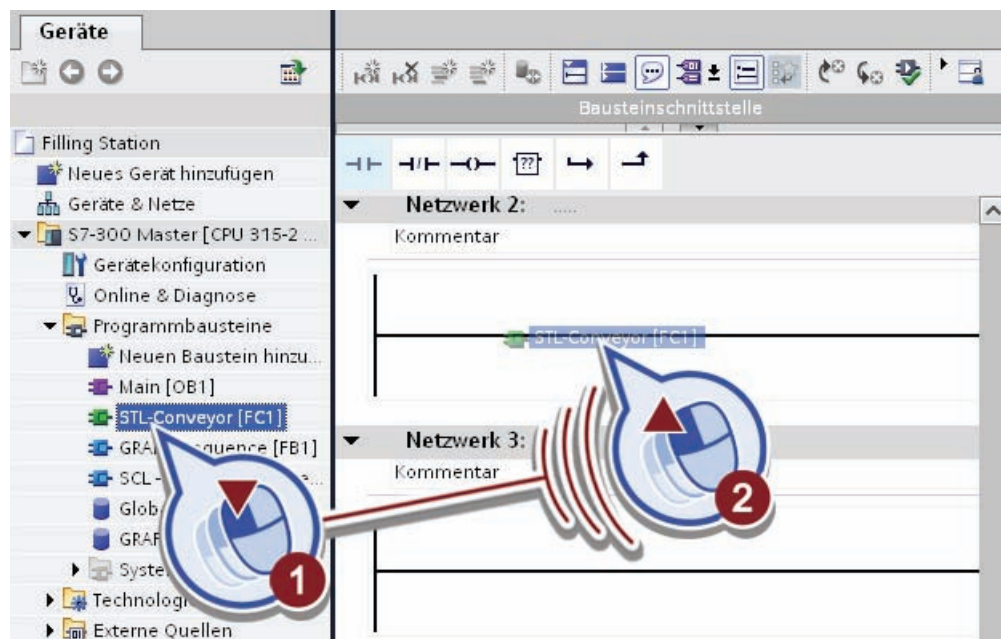 Geräte
Bausteinschnittstelle
Filling Station
Neues Gerät hinzufügen
Geräte & Netze
S7-300 Master [CPU 315-2 ...
Gerätekonfiguration
Online & Diagnose
Programmbausteine
Neuen Baustein hinzu...
Main [OB1]
STL-Conveyor [FC1]
[FB1]
SCL -
Externe Quellen
??
Netzwerk 2: .....
Kommentar
STL-Conveyor [FC1]
Netzwerk 3:
Kommentar
1
2